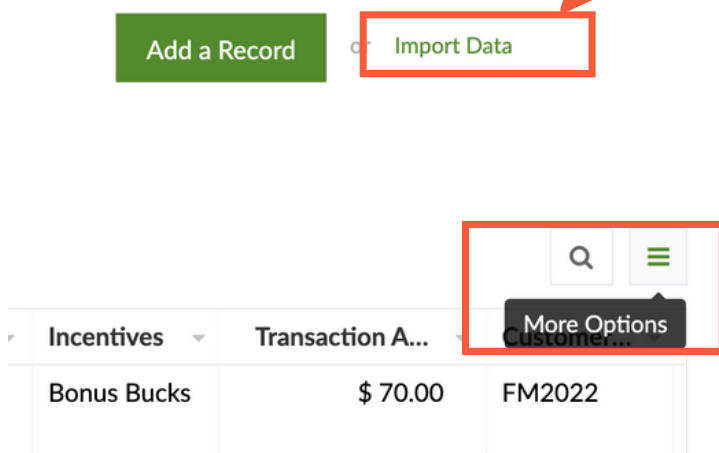 Add a Record or Import Data
More Options
Incentives Transaction A... Customer...
Bonus Bucks $ 70.00 FM2022